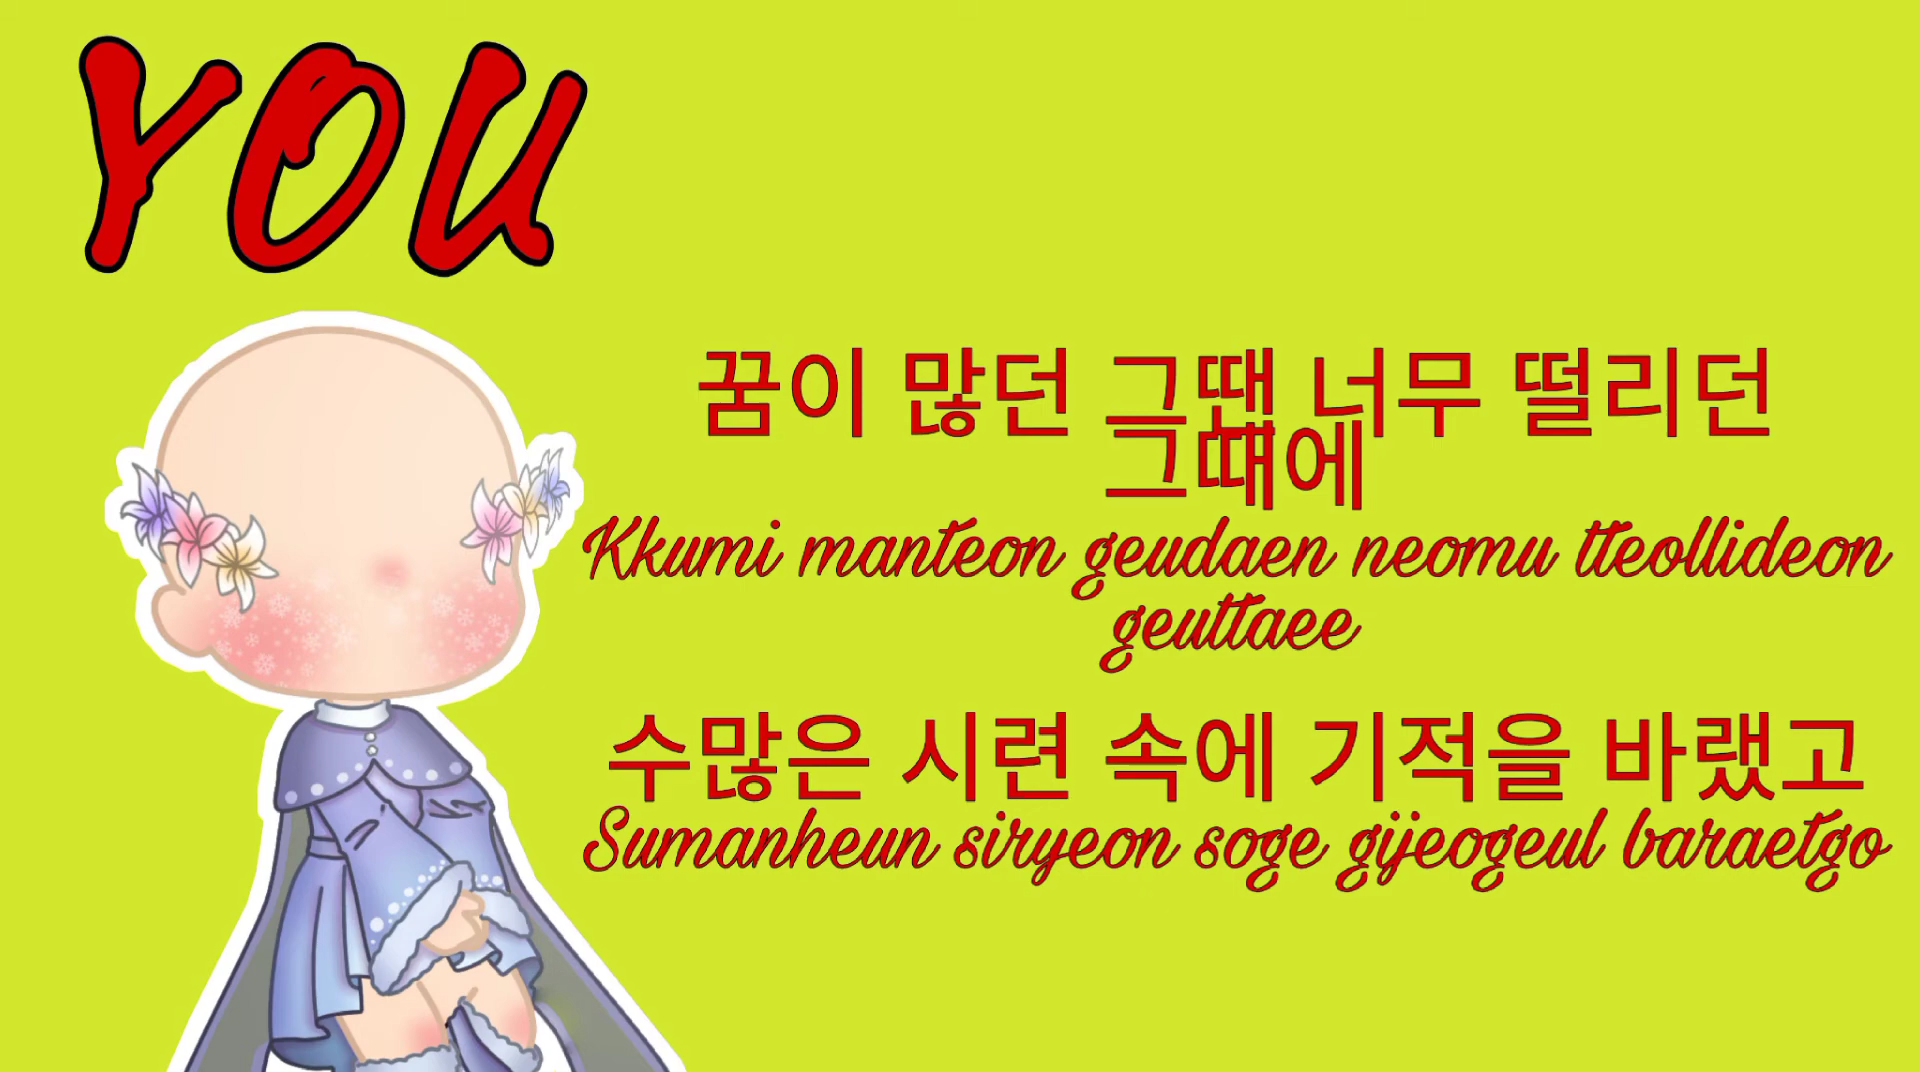 YOU
꿈이 많던 그땐 너무 떨리던
그떄에
Kkumi manteon geudaen neomu tteollideon
geuttaee
수많은 시련 속에 기적을 바랬고
Sumanheun siryeon soge gijeogeul baraetgo